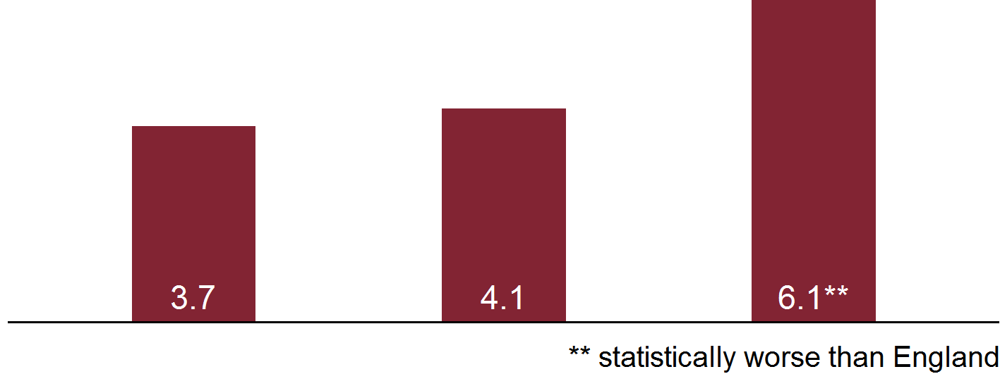 3.7 4.1 6.1**
** statistically worse than England